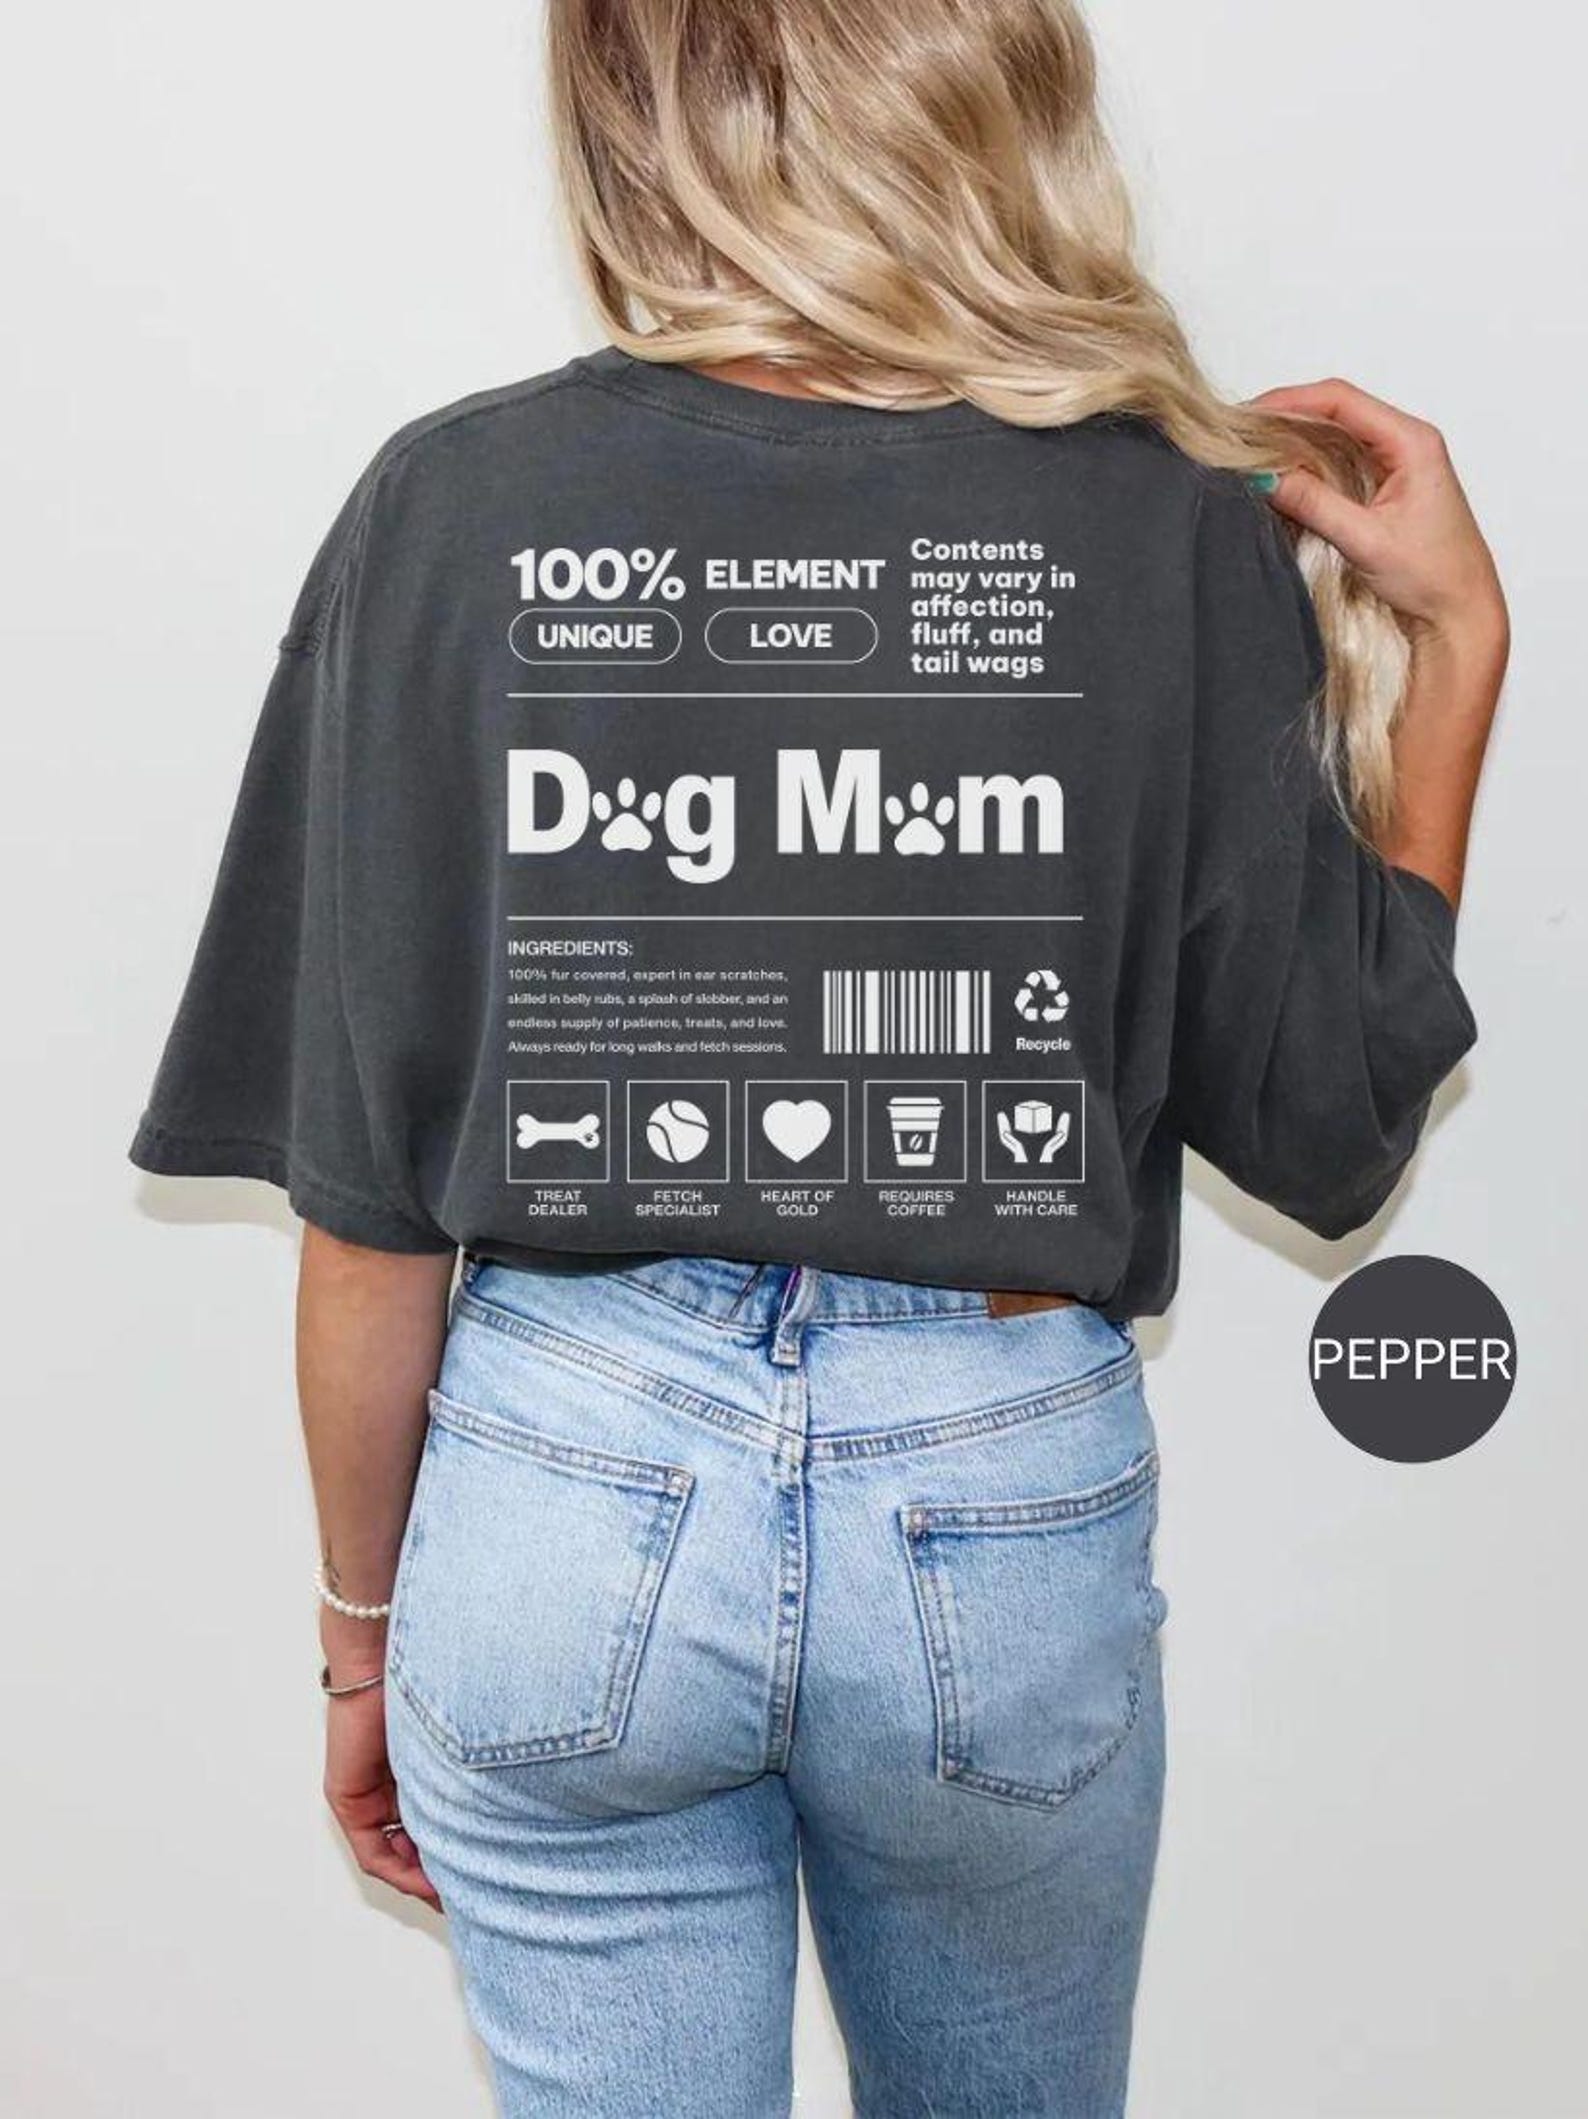 100%
UNIQUE
ELEMENT
LOVE
Contents
may vary in
affection,
fluff, and
tail wags
Dog Mom
INGREDIENTS:
100% fur covered, expert in ear scratches,
skilled in belly rubs, a splash of slobber, and an
endless supply of patience, treats, and love.
Always ready for long walks and fetch sessions.
Recycle
TREAT
DEALER
FETCH
SPECIALIST
HEART OF
GOLD
REQUIRES
COFFEE
HANDLE
WITH CARE
PEPPER